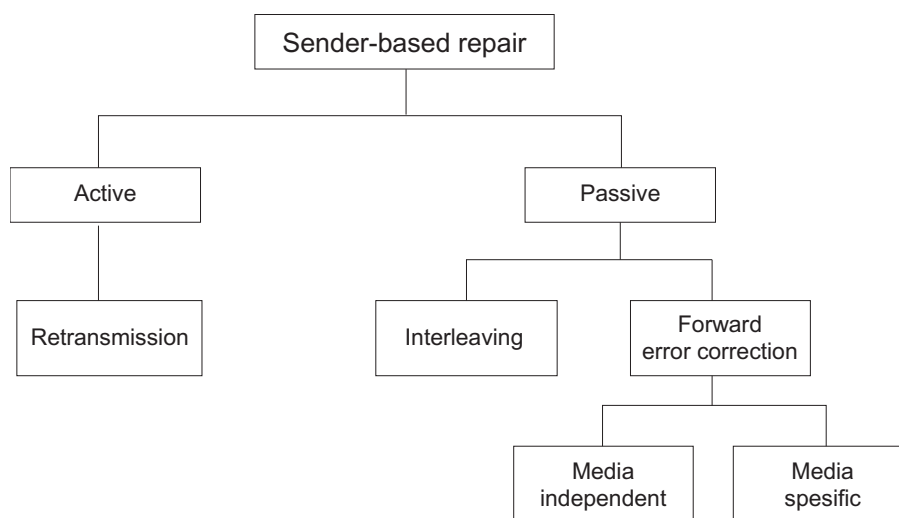 Sender-based repair
Active
Passive
Retransmission
Interleaving
Forward
error correction
Media
independent
Media
spesific